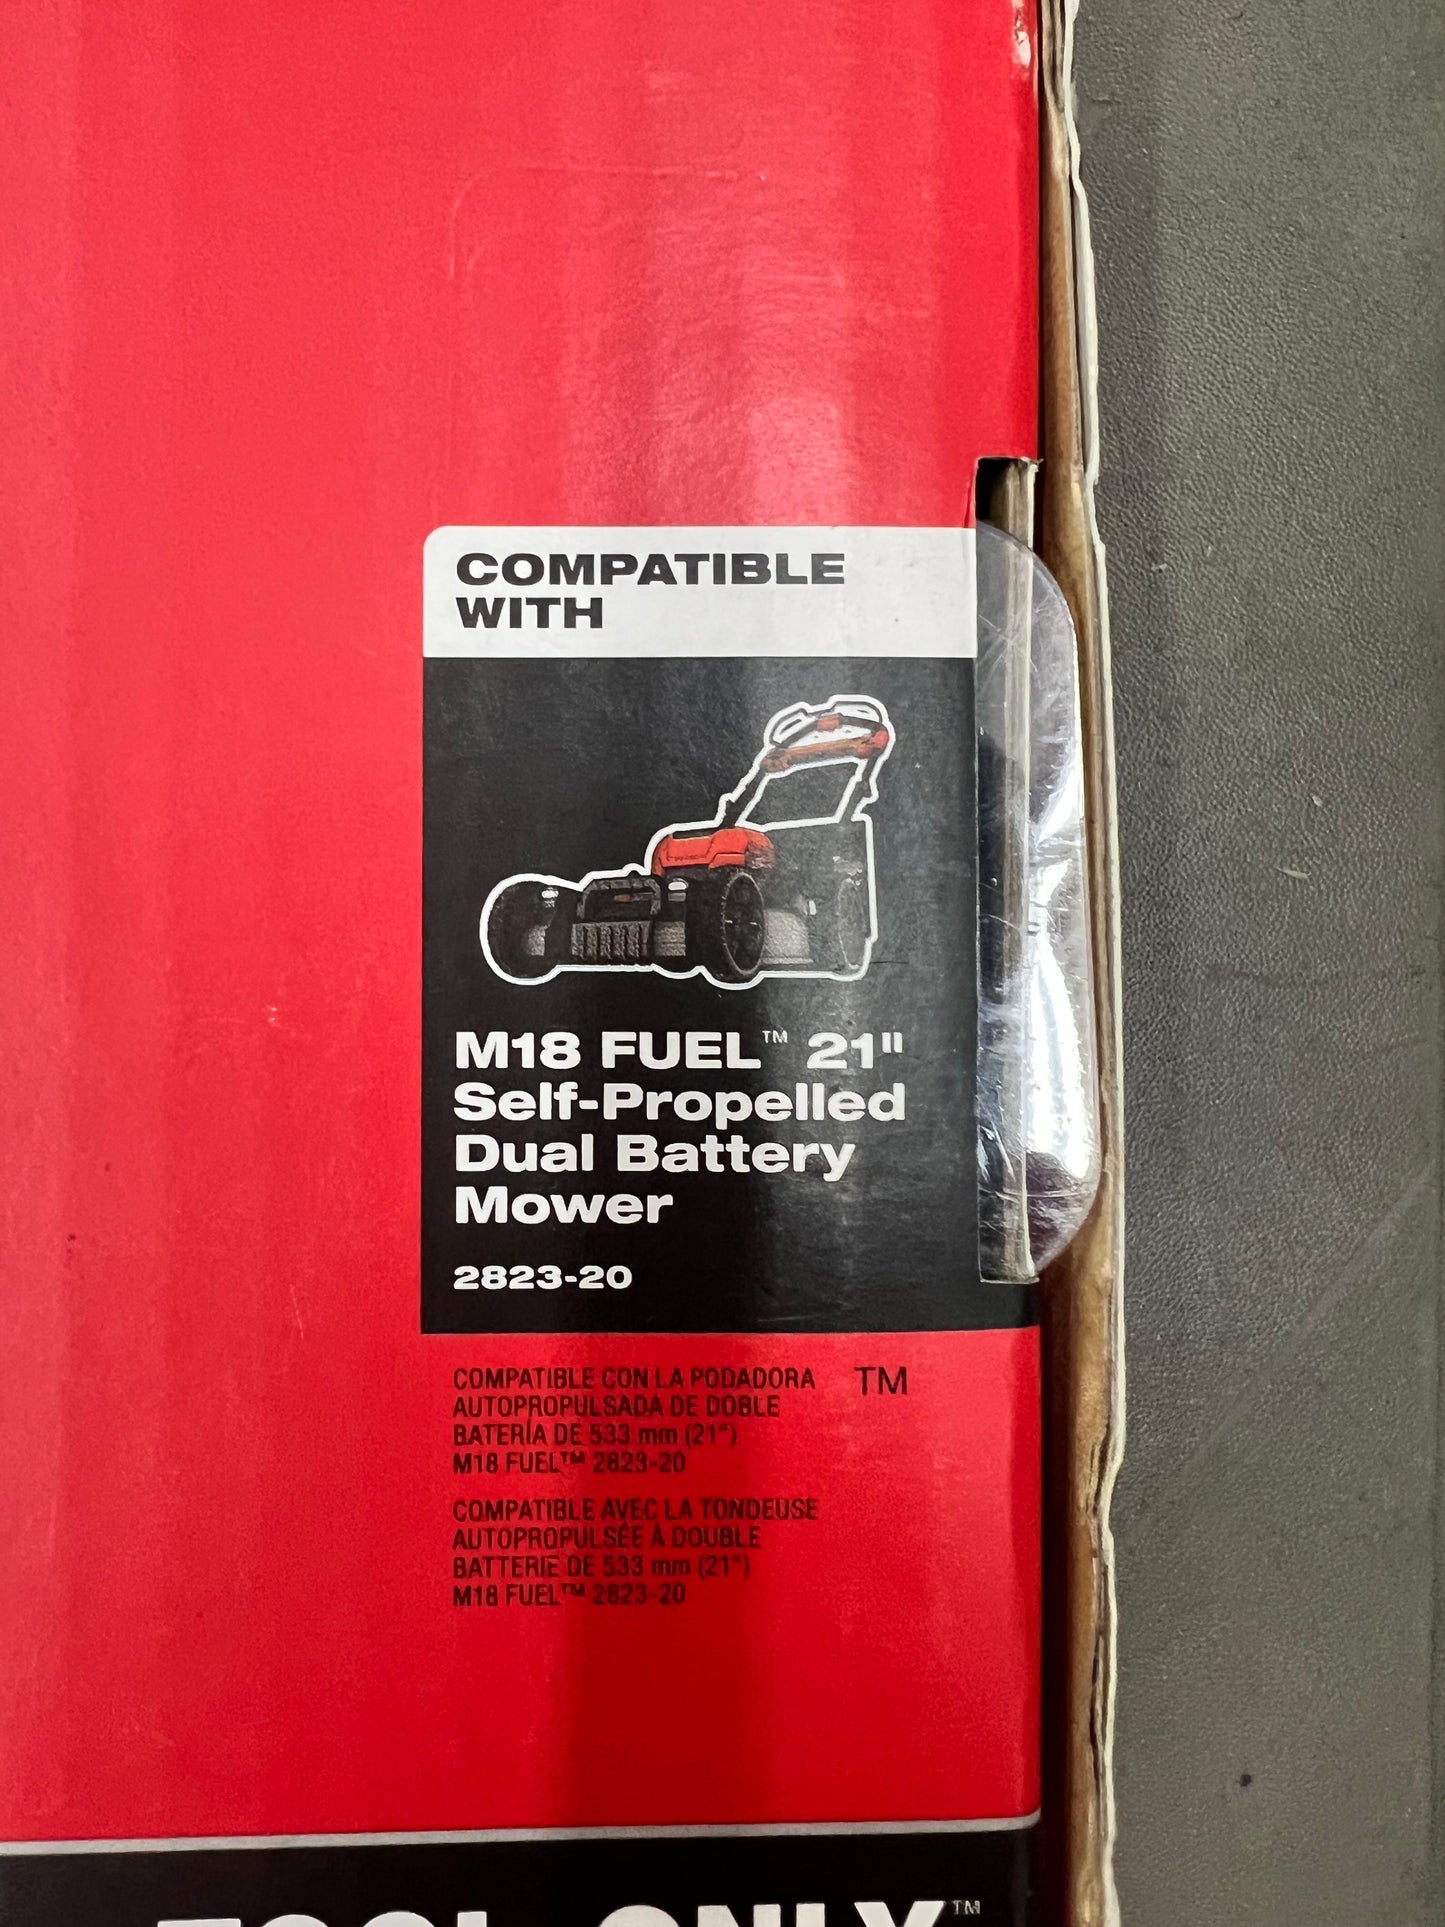 COMPATIBLE
WITH
M18 FUEL™ 21"
Self-Propelled
Dual Battery
Mower
2823-20
COMPATIBLE CON LA PODADORA
AUTOPROPULSADA DE DOBLE
BATERÍA DE 533 mm (21")
M18 FUEL™ 2823-20
TM
COMPATIBLE AVEC LA TONDEUSE
AUTOPROPULSÉE À DOUBLE
BATTERIE DE 533 mm (21")
M18 FUEL™ 2823-20
TOOL-ONLY™